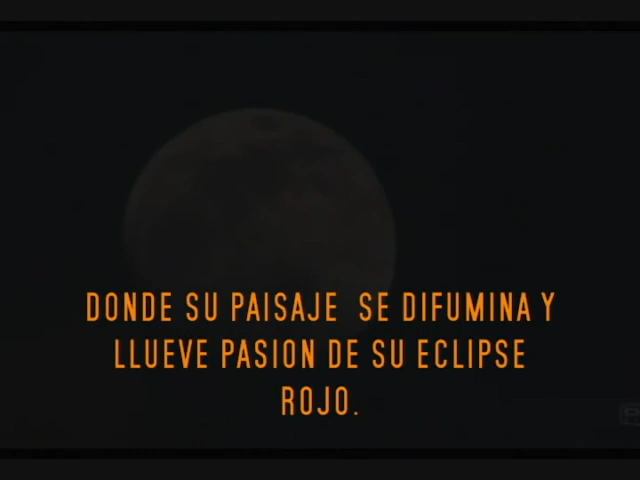 DONDE SU PAISAJE SE DIFUMINA Y
LLUEVE PASION DE SU ECLIPSE
ROJO.